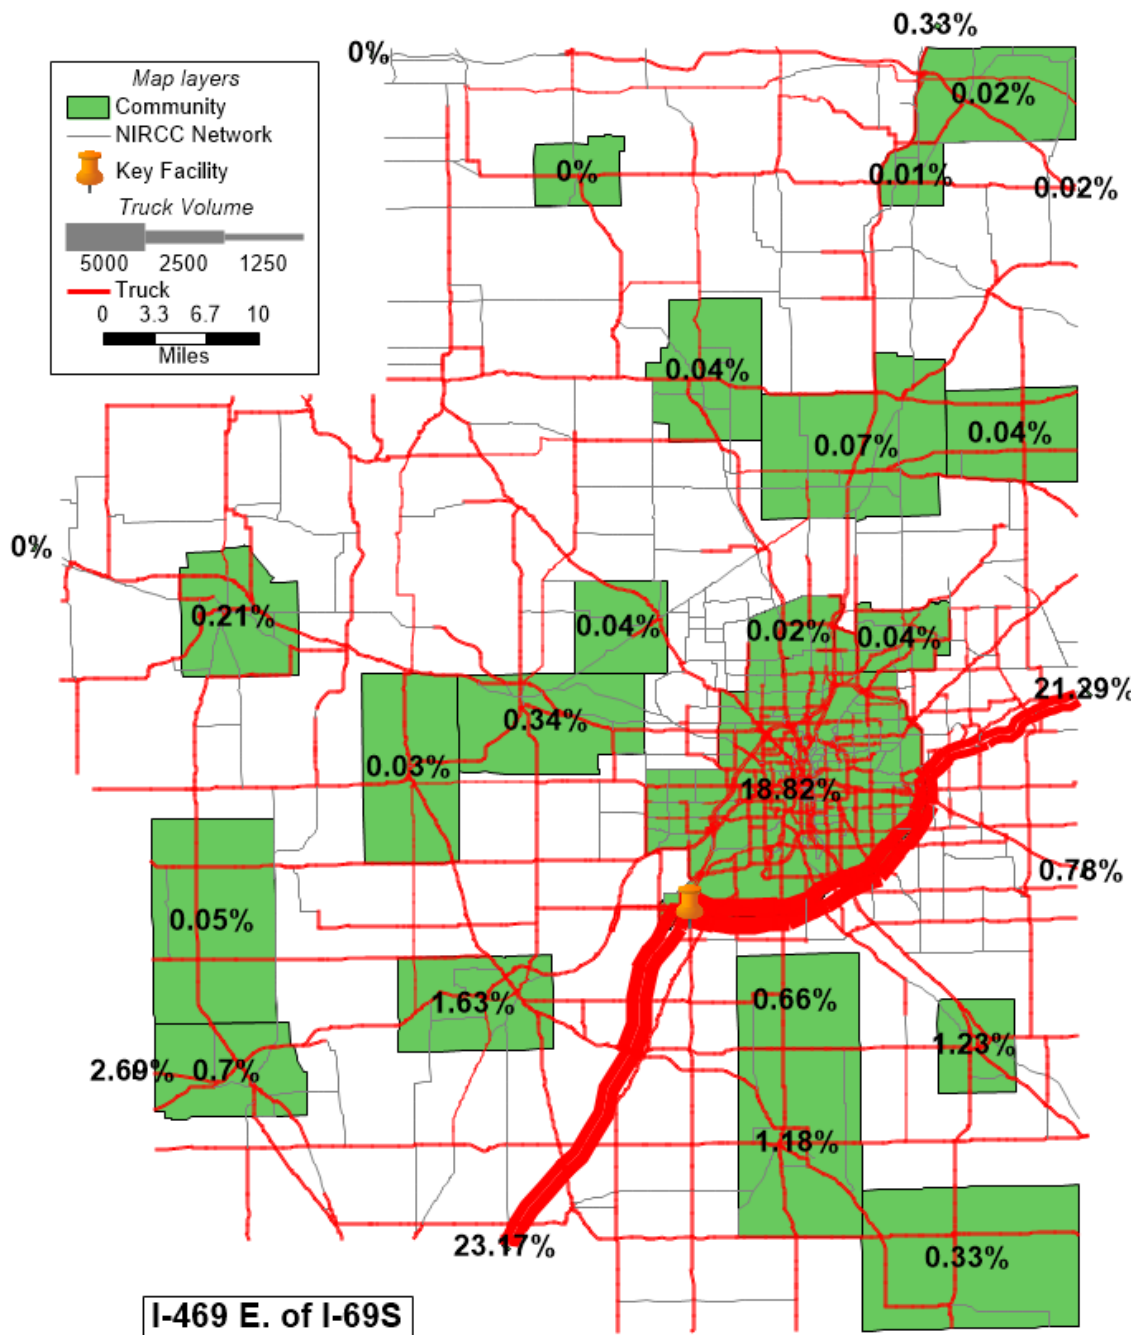 0.33%
0%
Map layers
Community
NIRCC Network
Key Facility
Truck Volume
5000 2500 1250
Truck
0 3.3 6.7 10
Miles
0.02%
0%
0.01%
0.02%
0.04%
0.07%
0.04%
0%
0.21%
0.04%
0.02%
0.04%
21.29%
0.34%
0.03%
18.82%
0.78%
0.05%
1.63%
0.66%
1.23%
2.69%
0.7%
1.18%
23.17%
0.33%
I-469 E. of I-69S